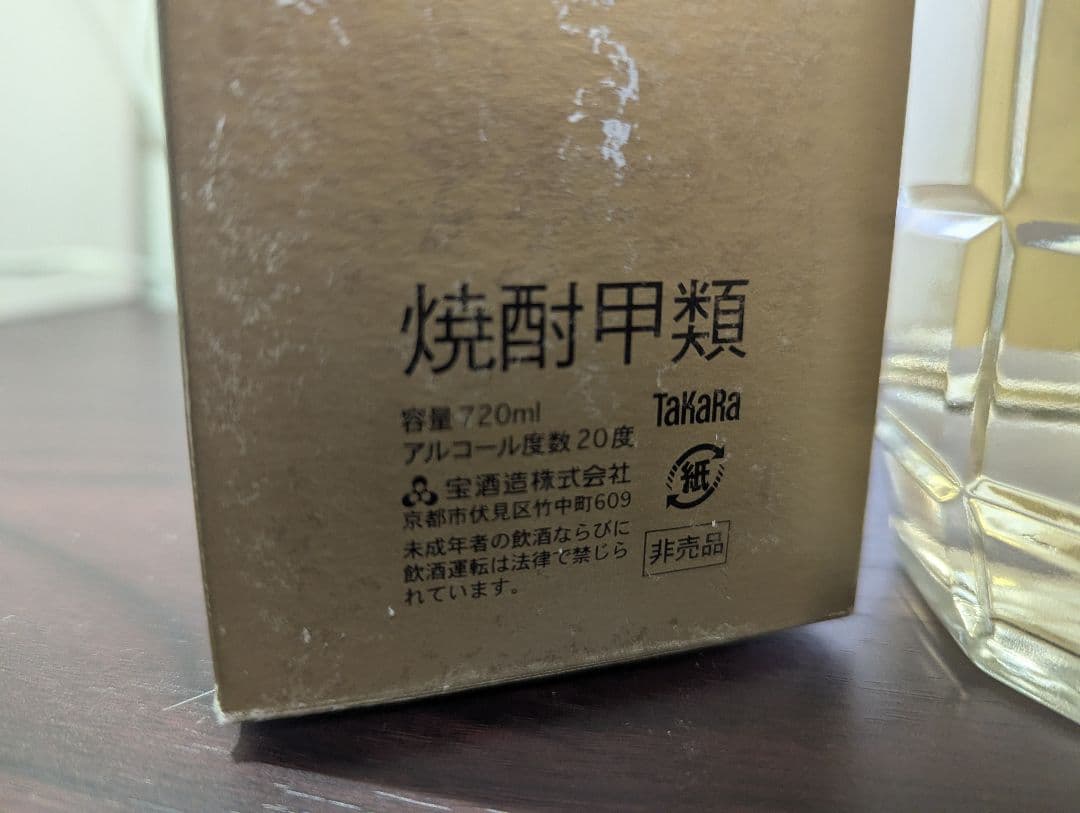 焼酎甲類
容量720ml
アルコール度数20度
TaKaRa
宝酒造株式会社
京都市伏見区竹中町609
紙
未成年者の飲酒ならびに
飲酒運転は法律で禁じら
れています。
非売品